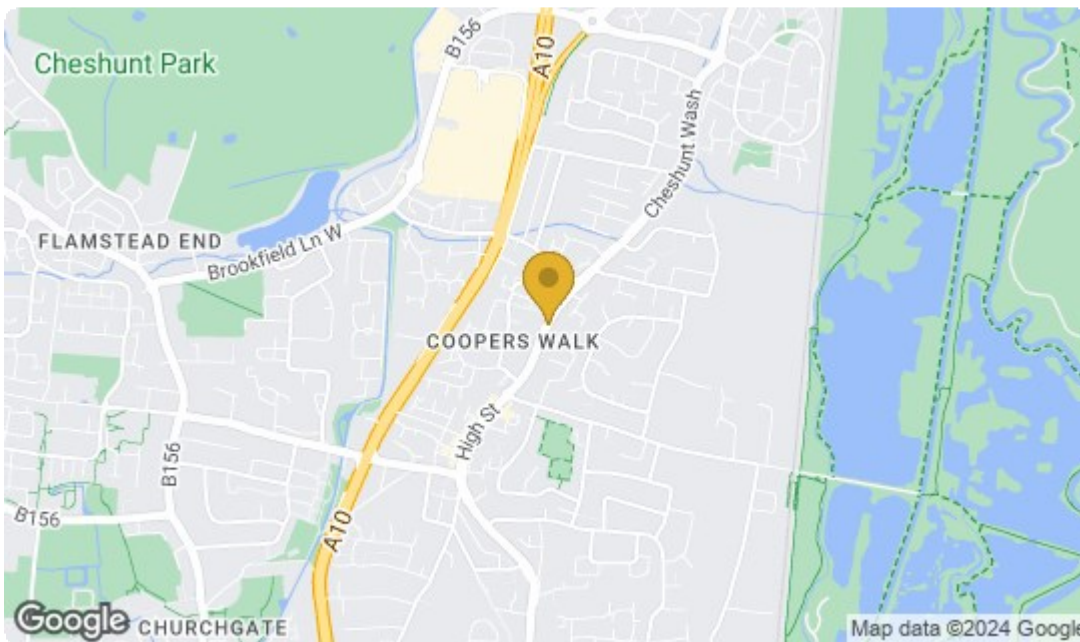 Cheshunt Park
B156
A10
Cheshunt Wash
FLAMSTEAD END
Brookfield Ln W
COOPERS WALK
High St
B156
B156
A10
CHURCHGATE
Google
Map data ©2024 Google